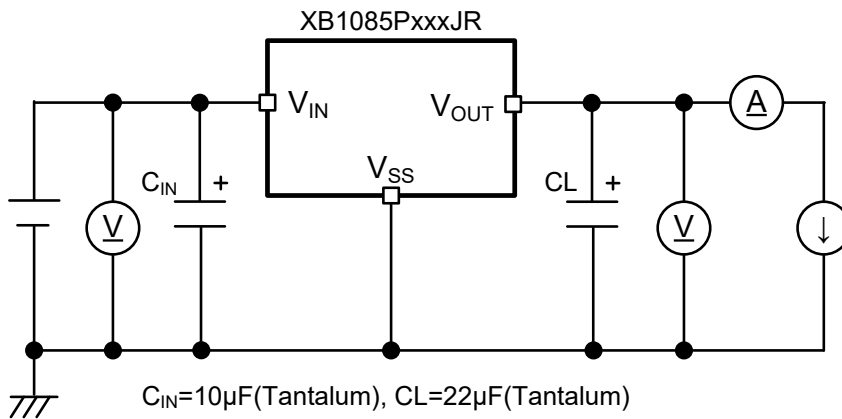 XB1085PxxxJR
V_IN V_OUT
V_SS
C_IN + CL +
V V A ↓
C_IN=10µF(Tantalum), CL=22µF(Tantalum)